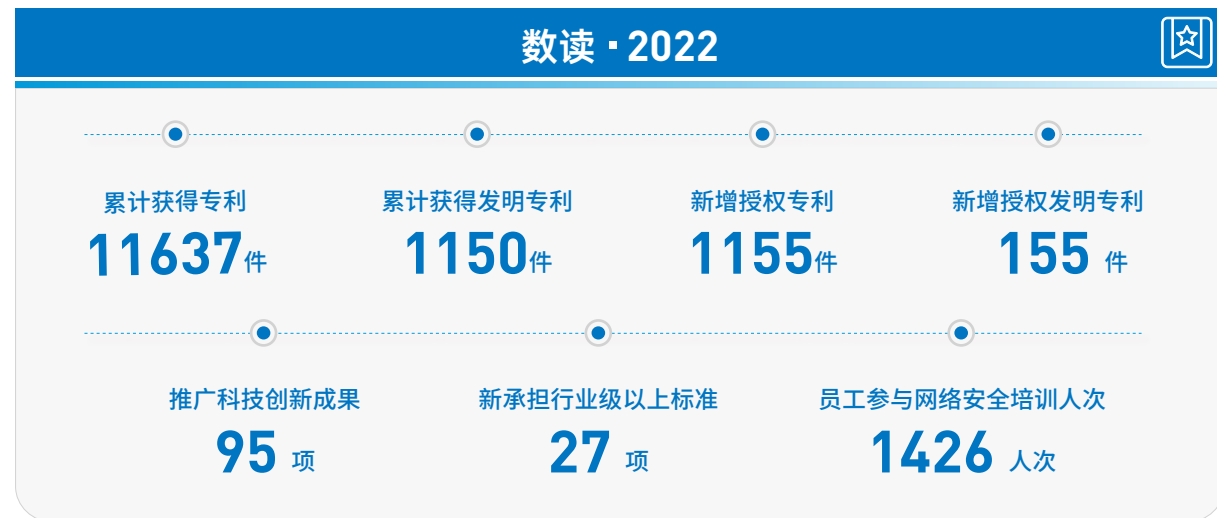 数读·2022
累计获得专利
11637件
累计获得发明专利
1150件
新增授权专利
1155件
新增授权发明专利
155 件
推广科技创新成果
95 项
新承担行业级以上标准
27 项
员工参与网络安全培训人次
1426 人次